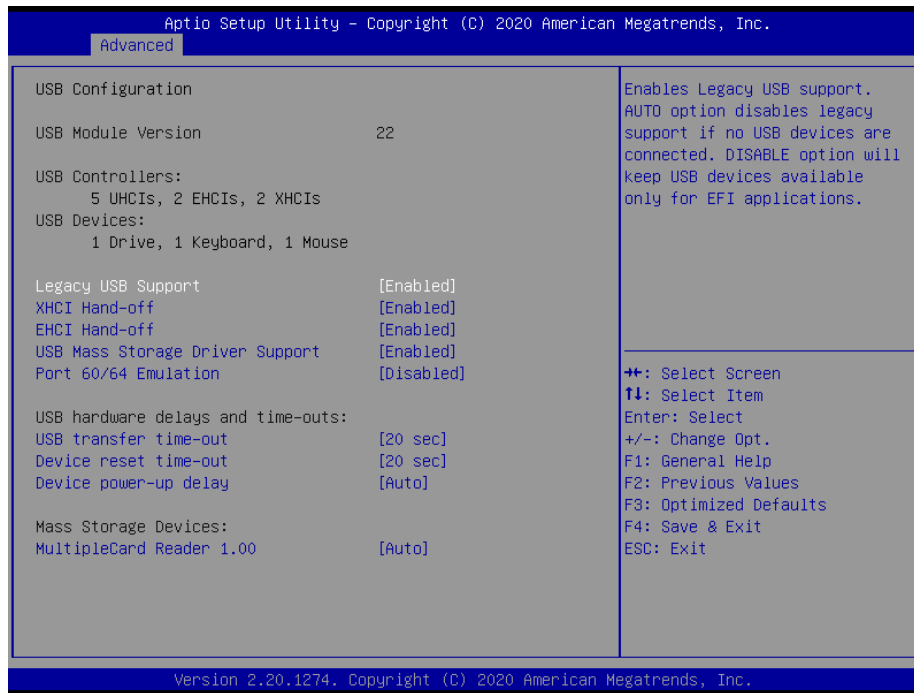 Aptio Setup Utility – Copyright (C) 2020 American Megatrends, Inc.
Advanced
USB Configuration
USB Module Version 22
USB Controllers:
5 UHCIs, 2 EHCIs, 2 XHCIs
USB Devices:
1 Drive, 1 Keyboard, 1 Mouse
Legacy USB Support [Enabled]
XHCI Hand-off [Enabled]
EHCI Hand-off [Enabled]
USB Mass Storage Driver Support [Enabled]
Port 60/64 Emulation [Disabled]
USB hardware delays and time-outs:
USB transfer time-out [20 sec]
Device reset time-out [20 sec]
Device power-up delay [Auto]
Mass Storage Devices:
MultipleCard Reader 1.00 [Auto]
Enables Legacy USB support.
AUTO option disables legacy
support if no USB devices are
connected. DISABLE option will
keep USB devices available
only for EFI applications.
→←: Select Screen
↑↓: Select Item
Enter: Select
+/-: Change Opt.
F1: General Help
F2: Previous Values
F3: Optimized Defaults
F4: Save & Exit
ESC: Exit
Version 2.20.1274. Copyright (C) 2020 American Megatrends, Inc.